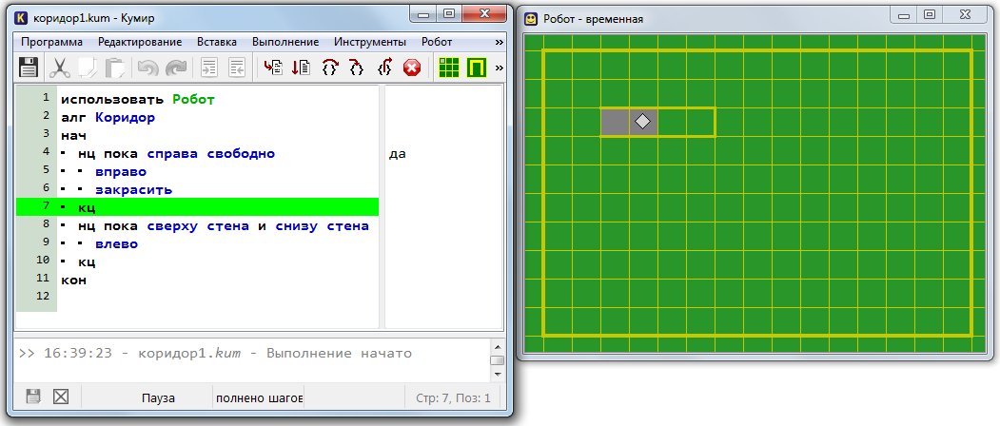 коридор1.kum - Кумир
Программа Редактирование Вставка Выполнение Инструменты Робот »
»
1 использовать Робот
2 алг Коридор
3 нач
4 нц пока справа свободно да
5 вправо
6 закрасить
7 кц
8 нц пока сверху стена и снизу стена
9 влево
10 кц
11 кон
12
>> 16:39:23 - коридор1.kum - Выполнение начато
Пауза полнено шагов Стр: 7, Поз: 1
Робот - временная